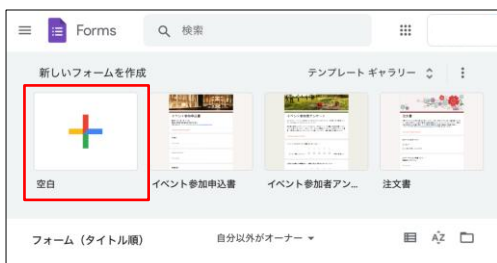 Forms
検索
新しいフォームを作成
テンプレート ギャラリー
空白
イベント参加申込書
イベント参加者アン...
注文書
フォーム（タイトル順）
自分以外がオーナー
AZ